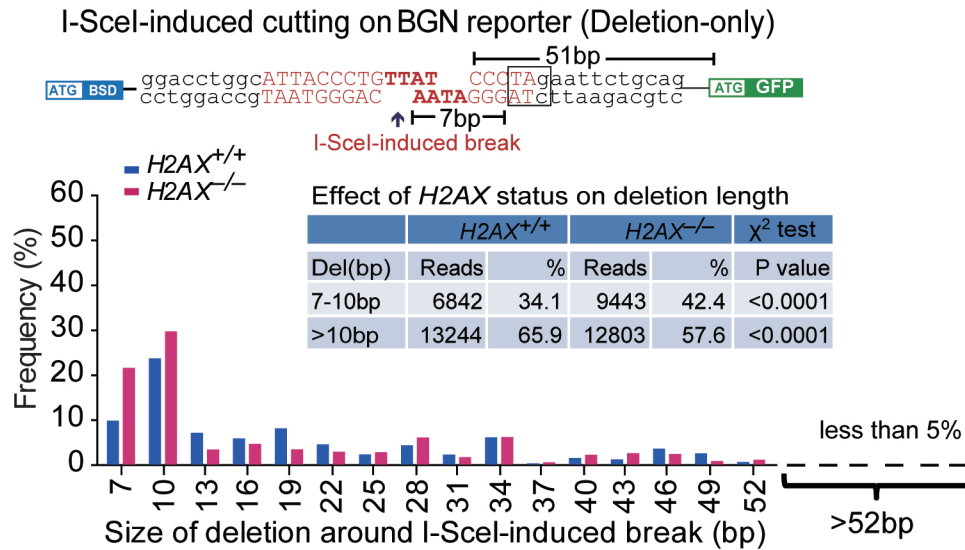 I-SceI-induced cutting on BGN reporter (Deletion-only)
51bp
ATG BSD ggacctggcATTACCCTGTTAT CCCTAgaattctgcag ATG GFP
cctggaccgTAATGGGAC AATAGGGATcttaagacgtc
7bp
I-SceI-induced break
H2AX+/+
H2AX–/–
Effect of H2AX status on deletion length
H2AX+/+ H2AX–/– χ2 test
Del(bp) Reads % Reads % P value
7-10bp 6842 34.1 9443 42.4 <0.0001
>10bp 13244 65.9 12803 57.6 <0.0001
Frequency (%)
60
50
40
30
20
10
0
less than 5%
7 10 13 16 19 22 25 28 31 34 37 40 43 46 49 52
>52bp
Size of deletion around I-SceI-induced break (bp)